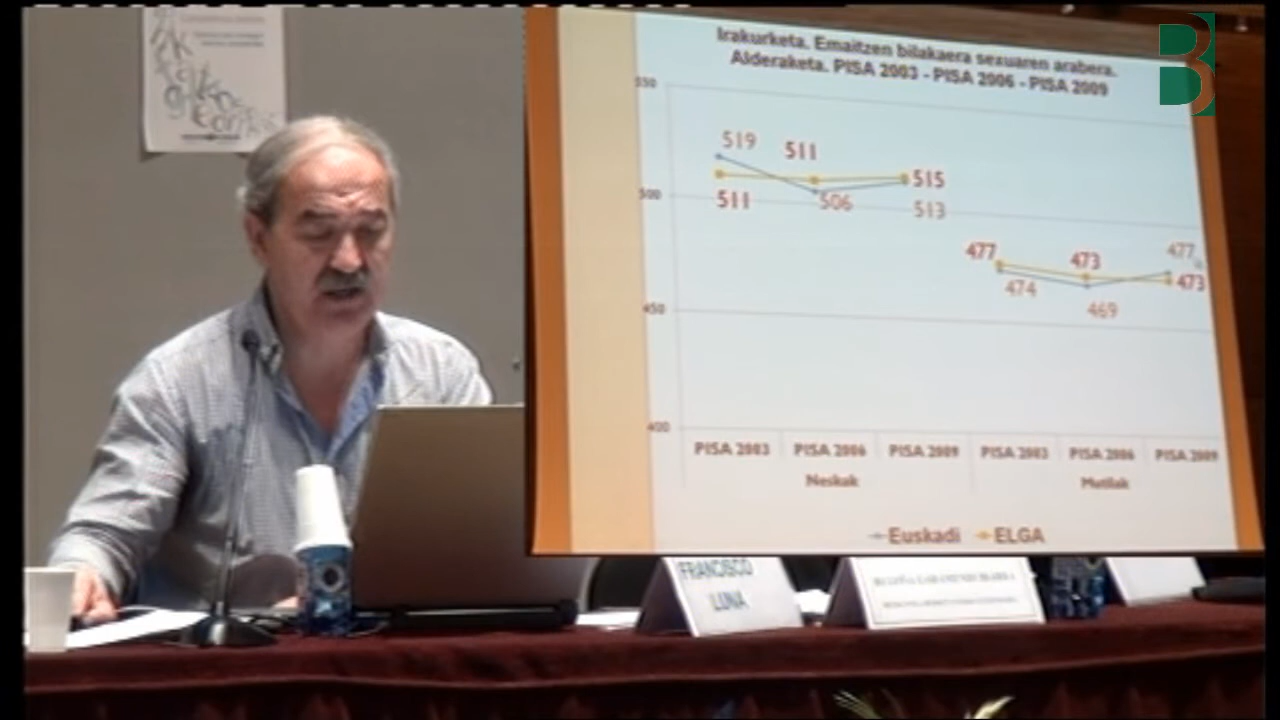 Irakurketa. Emaitzen bilakaera sexuaren arabera.
Alderaketa. PISA 2003 - PISA 2006 - PISA 2009
550
519
511
515
500
511
506
513
477
473
477
474
473
469
450
400
PISA 2003 PISA 2006 PISA 2009 PISA 2003 PISA 2006 PISA 2009
Neskak Mutilak
Euskadi ELGA
FRANCISCO
LUNA
B